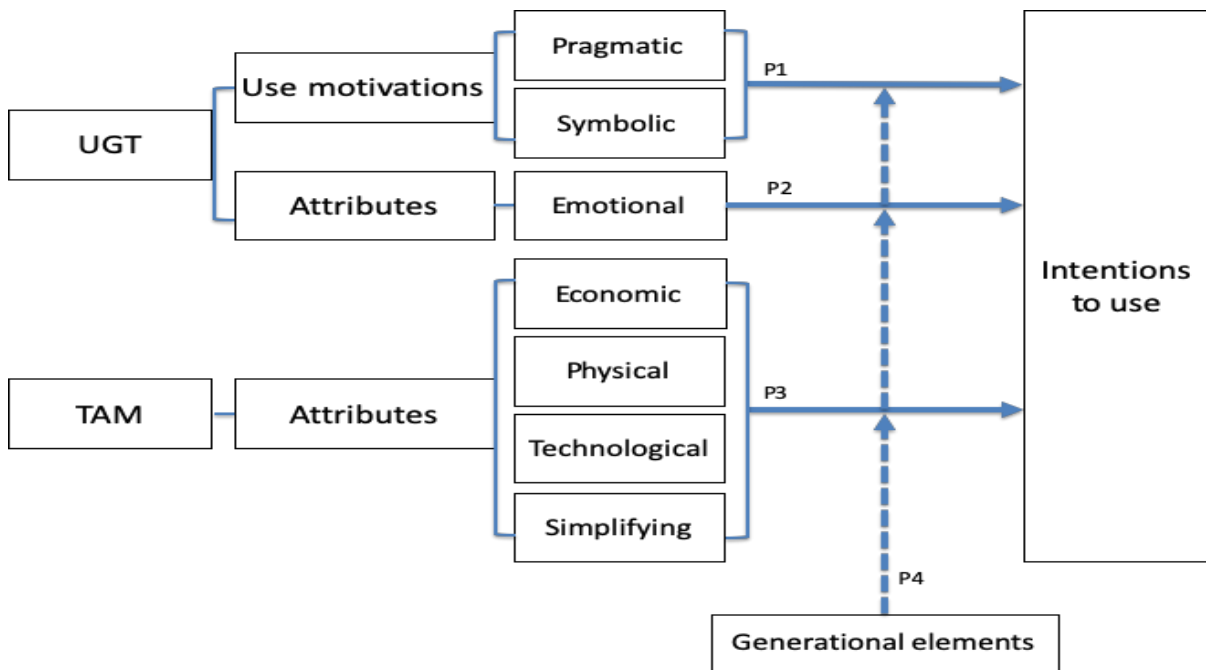 Pragmatic
Use motivations
P1
Symbolic
UGT
Attributes
Emotional
P2
Intentions
to use
Economic
Physical
TAM
Attributes
P3
Technological
Simplifying
P4
Generational elements